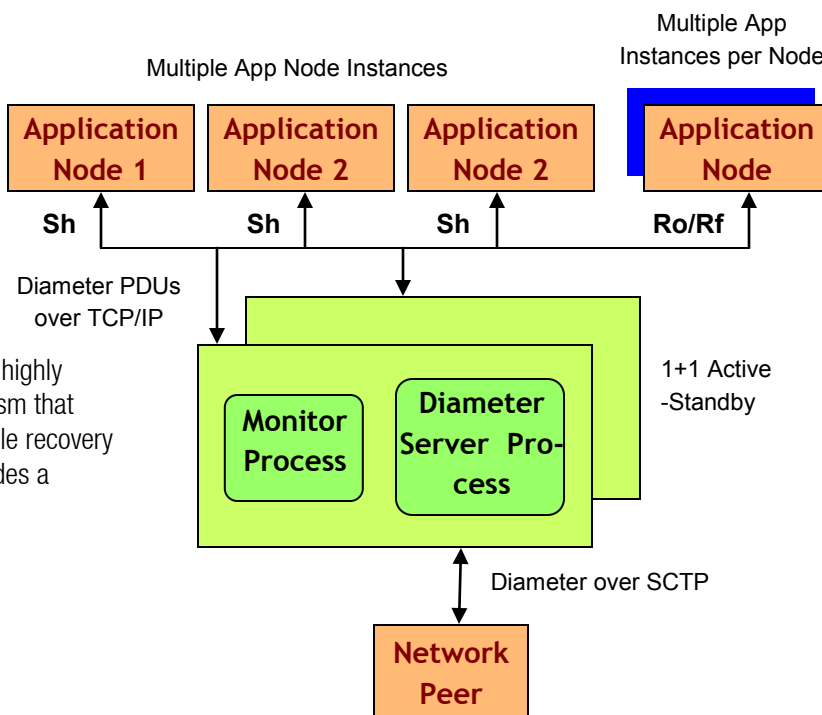 Multiple App
Instances per Node
Multiple App Node Instances
Application
Node 1
Application
Node 2
Application
Node 2
Application
Node
Sh
Sh
Sh
Ro/Rf
Diameter PDUs
over TCP/IP
highly
sm that
le recovery
des a
1+1 Active
-Standby
Monitor
Process
Diameter
Server Pro-
cess
Diameter over SCTP
Network
Peer